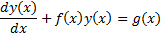 dy(x)/dx + f(x)y(x) = g(x)